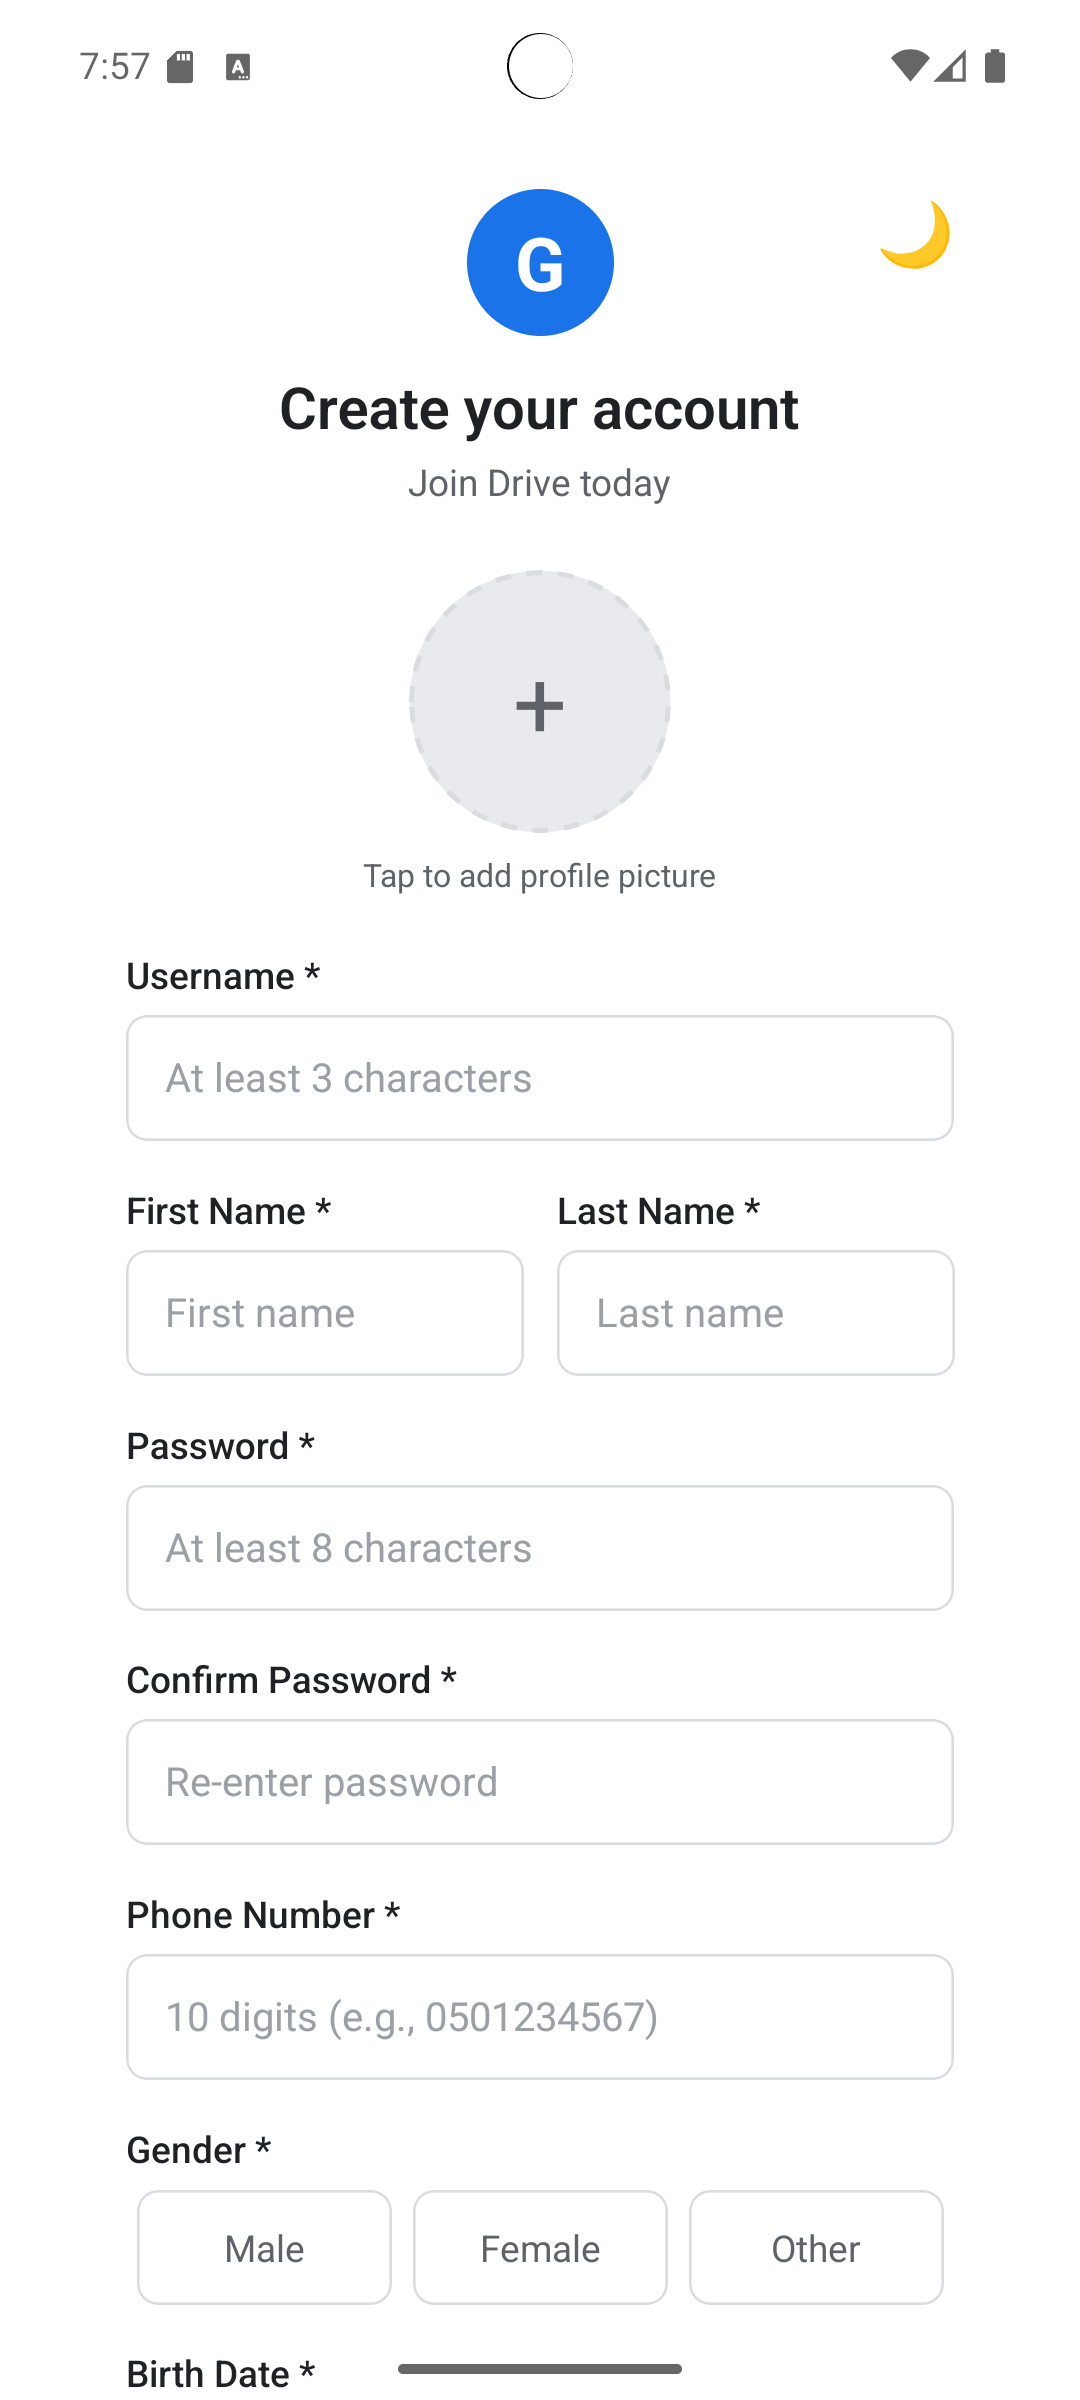 7:57
G
Create your account
Join Drive today
+
Tap to add profile picture
Username *
At least 3 characters
First Name * Last Name *
First name Last name
Password *
At least 8 characters
Confirm Password *
Re-enter password
Phone Number *
10 digits (e.g., 0501234567)
Gender *
Male Female Other
Birth Date *